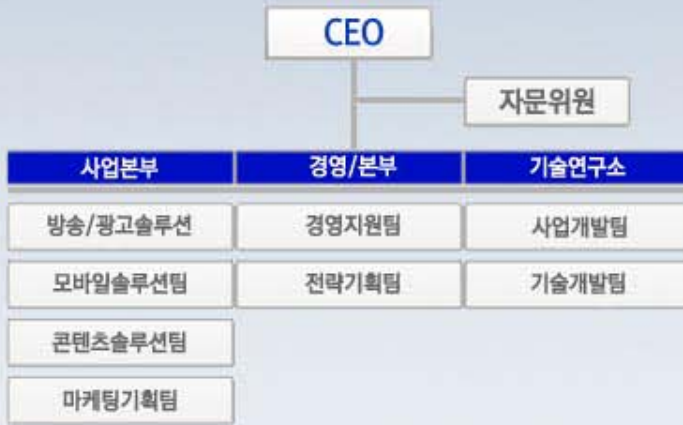 CEO
자문위원
사업본부 경영/본부 기술연구소
방송/광고솔루션 경영지원팀 사업개발팀
모바일솔루션팀 전략기획팀 기술개발팀
콘텐츠솔루션팀
마케팅기획팀